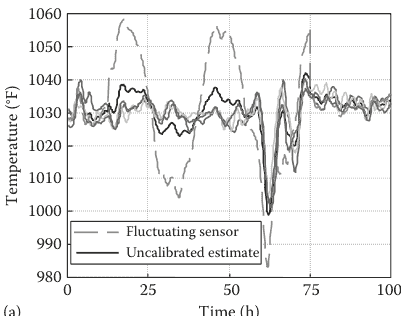 1060
1050
1040
1030
1020
1010
1000
990
980
Temperature (°F)
Fluctuating sensor
Uncalibrated estimate
0 25 50 75 100
(a) Time (h)